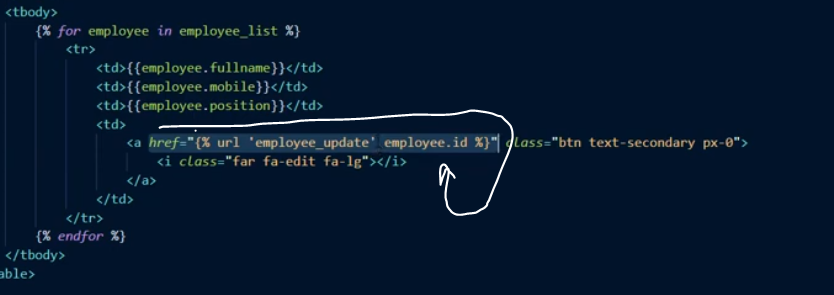 <tbody>
{% for employee in employee_list %}
<tr>
<td>{{employee.fullname}}</td>
<td>{{employee.mobile}}</td>
<td>{{employee.position}}</td>
<td>
<a href="{% url 'employee_update' employee.id %}" class="btn text-secondary px-0">
<i class="far fa-edit fa-lg"></i>
</a>
</td>
</tr>
{% endfor %}
</tbody>
able>